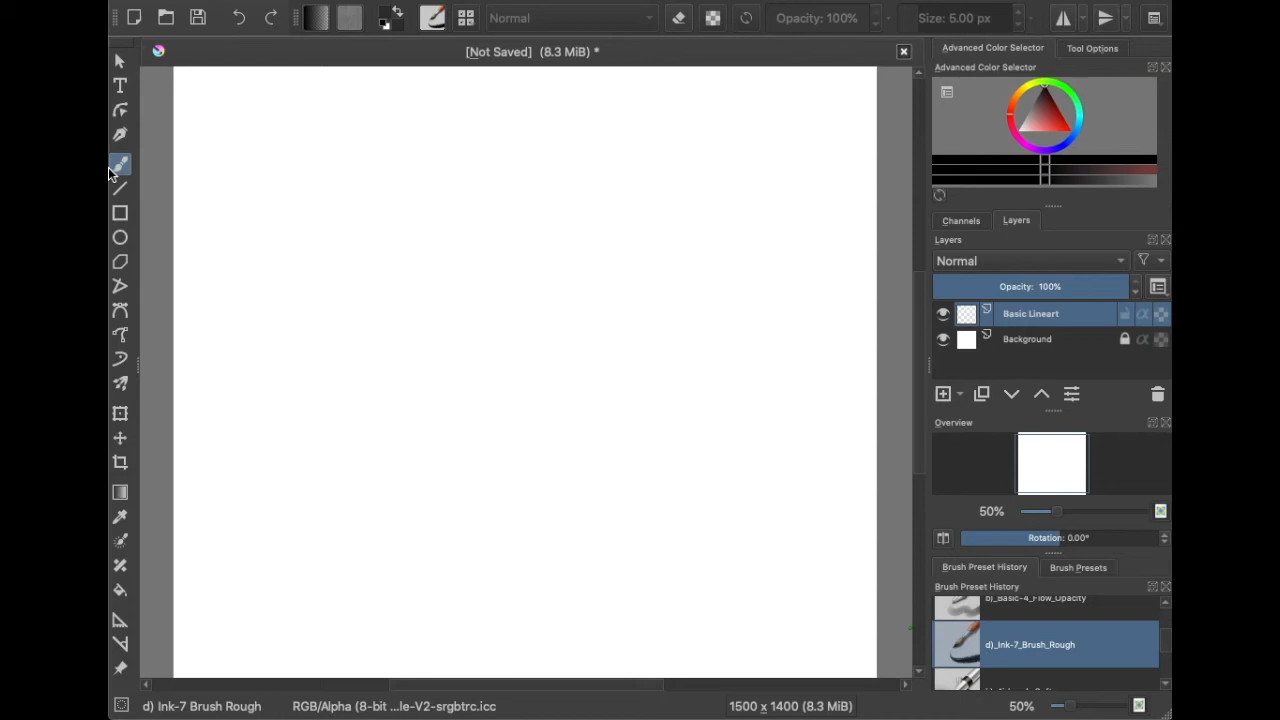 Normal
Opacity: 100%
Size: 5.00 px
[Not Saved] (8.3 MiB) *
Advanced Color Selector
Tool Options
Advanced Color Selector
Channels
Layers
Layers
Normal
Opacity: 100%
Basic Lineart
Background
Overview
50%
Rotation: 0.00°
Brush Preset History
Brush Presets
Brush Preset History
b)_Basic-4_Flow_Opacity
d)_Ink-7_Brush_Rough
d) Ink-7 Brush Rough
RGB/Alpha (8-bit ...le-V2-srgbtrc.icc
1500 x 1400 (8.3 MiB)
50%